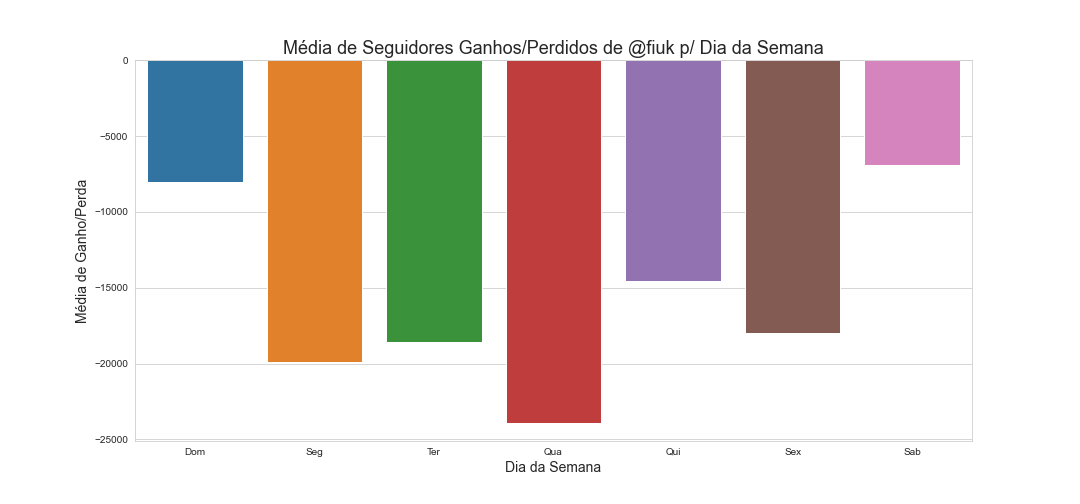 Média de Seguidores Ganhos/Perdidos de @fiuk p/ Dia da Semana
0
−5000
−10000
−15000
−20000
−25000
Média de Ganho/Perda
Dom Seg Ter Qua Qui Sex Sab
Dia da Semana